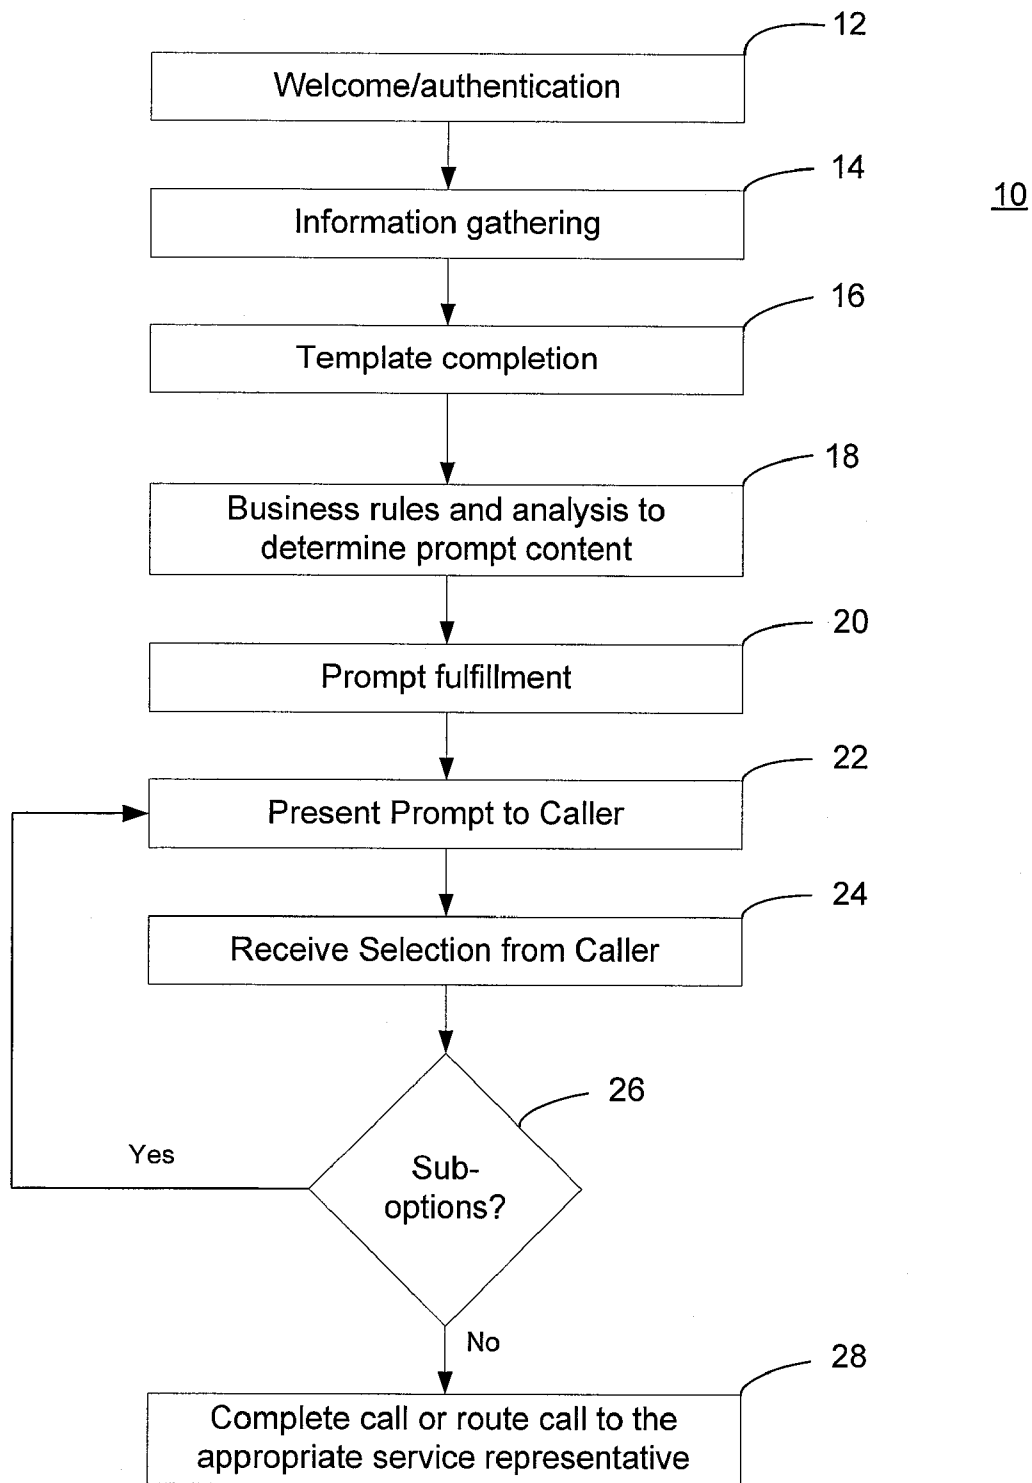 12
Welcome/authentication
14
10
Information gathering
16
Template completion
18
Business rules and analysis to
determine prompt content
20
Prompt fulfillment
22
Present Prompt to Caller
24
Receive Selection from Caller
26
Yes
Sub-
options?
No
28
Complete call or route call to the
appropriate service representative